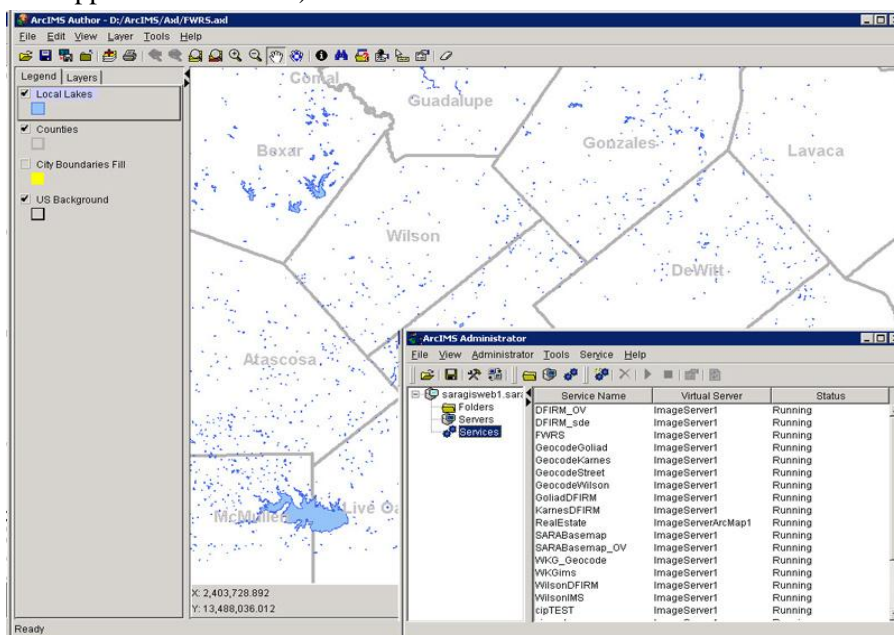 ArcIMS Author - D:/ArcIMS/Axl/FWRS.axl
File Edit View Layer Tools Help
Legend Layers
Local Lakes
Counties
City Boundaries Fill
US Background
Comal
Guadalupe
Bexar
Gonzales
Lavaca
Wilson
DeWitt
Atascosa
McMullen
Live Oa
X: 2,403,728.892
Y: 13,488,036.012
Ready
ArcIMS Administrator
File View Administrator Tools Service Help
saragisweb1.sara
Folders
Servers
Services
Service Name Virtual Server Status
DFIRM_OV ImageServer1 Running
DFIRM_sde ImageServer1 Running
FWRS ImageServer1 Running
GeocodeGoliad ImageServer1 Running
GeocodeKarnes ImageServer1 Running
GeocodeStreet ImageServer1 Running
GeocodeWilson ImageServer1 Running
GoliadDFIRM ImageServer1 Running
KarnesDFIRM ImageServer1 Running
RealEstate ImageServerArcMap1 Running
SARABasemap ImageServer1 Running
SARABasemap_OV ImageServer1 Running
WKG_Geocode ImageServer1 Running
WKGims ImageServer1 Running
WilsonDFIRM ImageServer1 Running
WilsonIMS ImageServer1 Running
cipTEST ImageServer1 Running